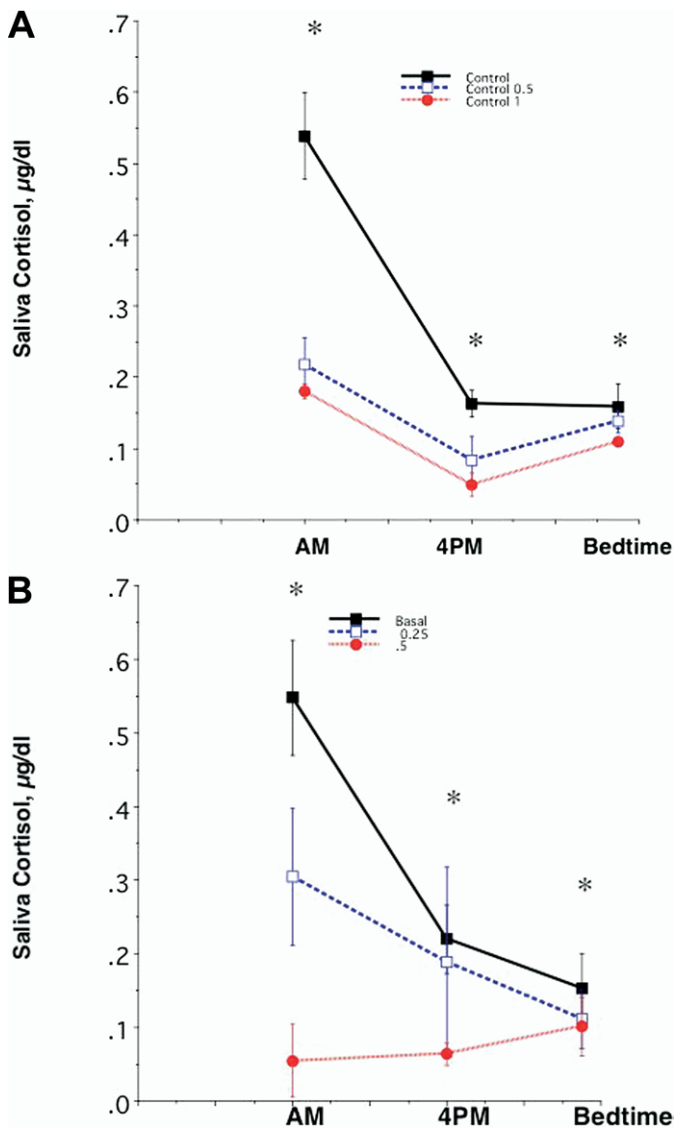 A
.7
*
Control
Control 0.5
Control 1
.6
.5
.4
.3
* *
.2
.1
.0
AM 4PM Bedtime
Saliva Cortisol, µg/dl
B
.7
*
Basal
0.25
.5
.6
.5
.4
*
.3
*
.2
.1
.0
AM 4PM Bedtime
Saliva Cortisol, µg/dl